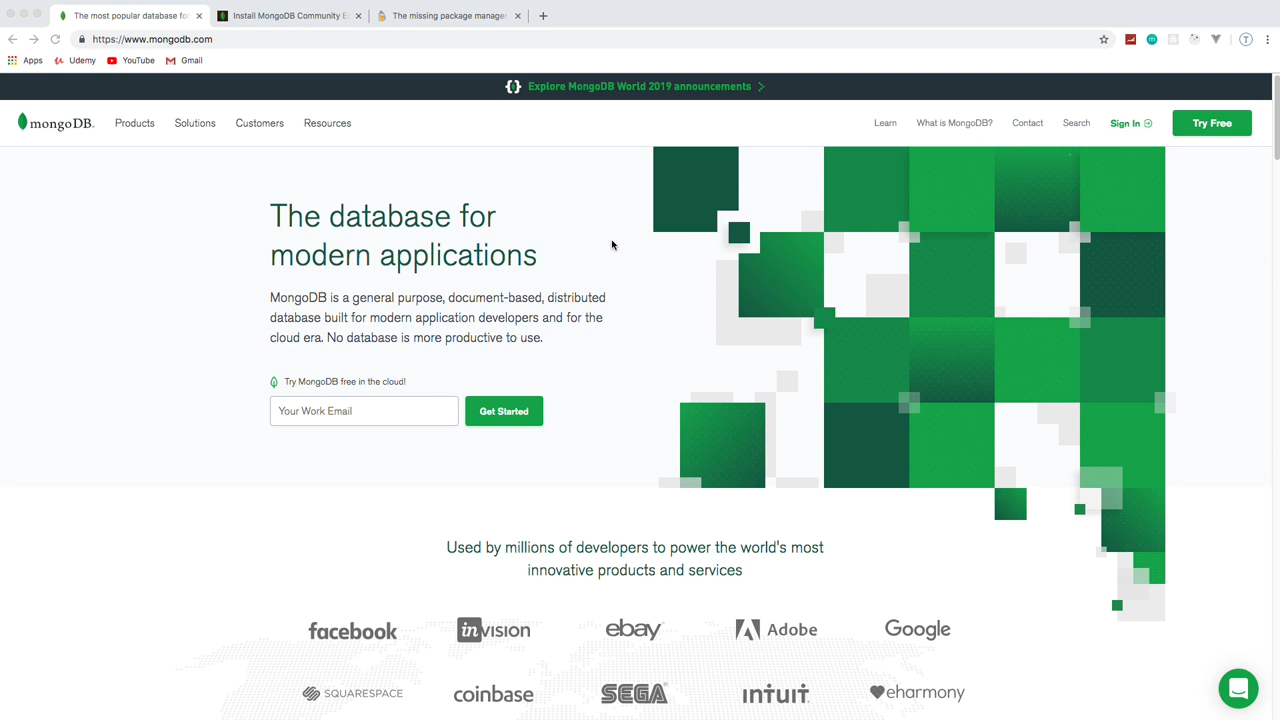 The most popular database for
Install MongoDB Community E
The missing package manager
https://www.mongodb.com
T
Apps
Udemy
YouTube
Gmail
Explore MongoDB World 2019 announcements
mongoDB.
Products
Solutions
Customers
Resources
Learn
What is MongoDB?
Contact
Search
Sign In
Try Free
The database for
modern applications
MongoDB is a general purpose, document-based, distributed
database built for modern application developers and for the
cloud era. No database is more productive to use.
Try MongoDB free in the cloud!
Your Work Email
Get Started
Used by millions of developers to power the world's most
innovative products and services
facebook
invision
ebay
Adobe
Google
SQUARESPACE
coinbase
SEGA
intuit
eharmony